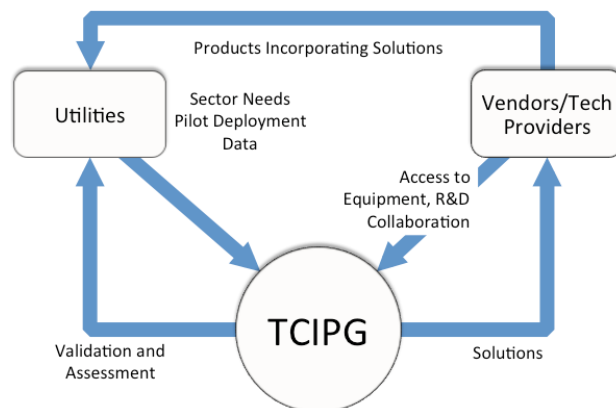 Products Incorporating Solutions
Utilities
Sector Needs
Pilot Deployment
Data
Vendors/Tech
Providers
Access to
Equipment, R&D
Collaboration
TCIPG
Validation and
Assessment
Solutions